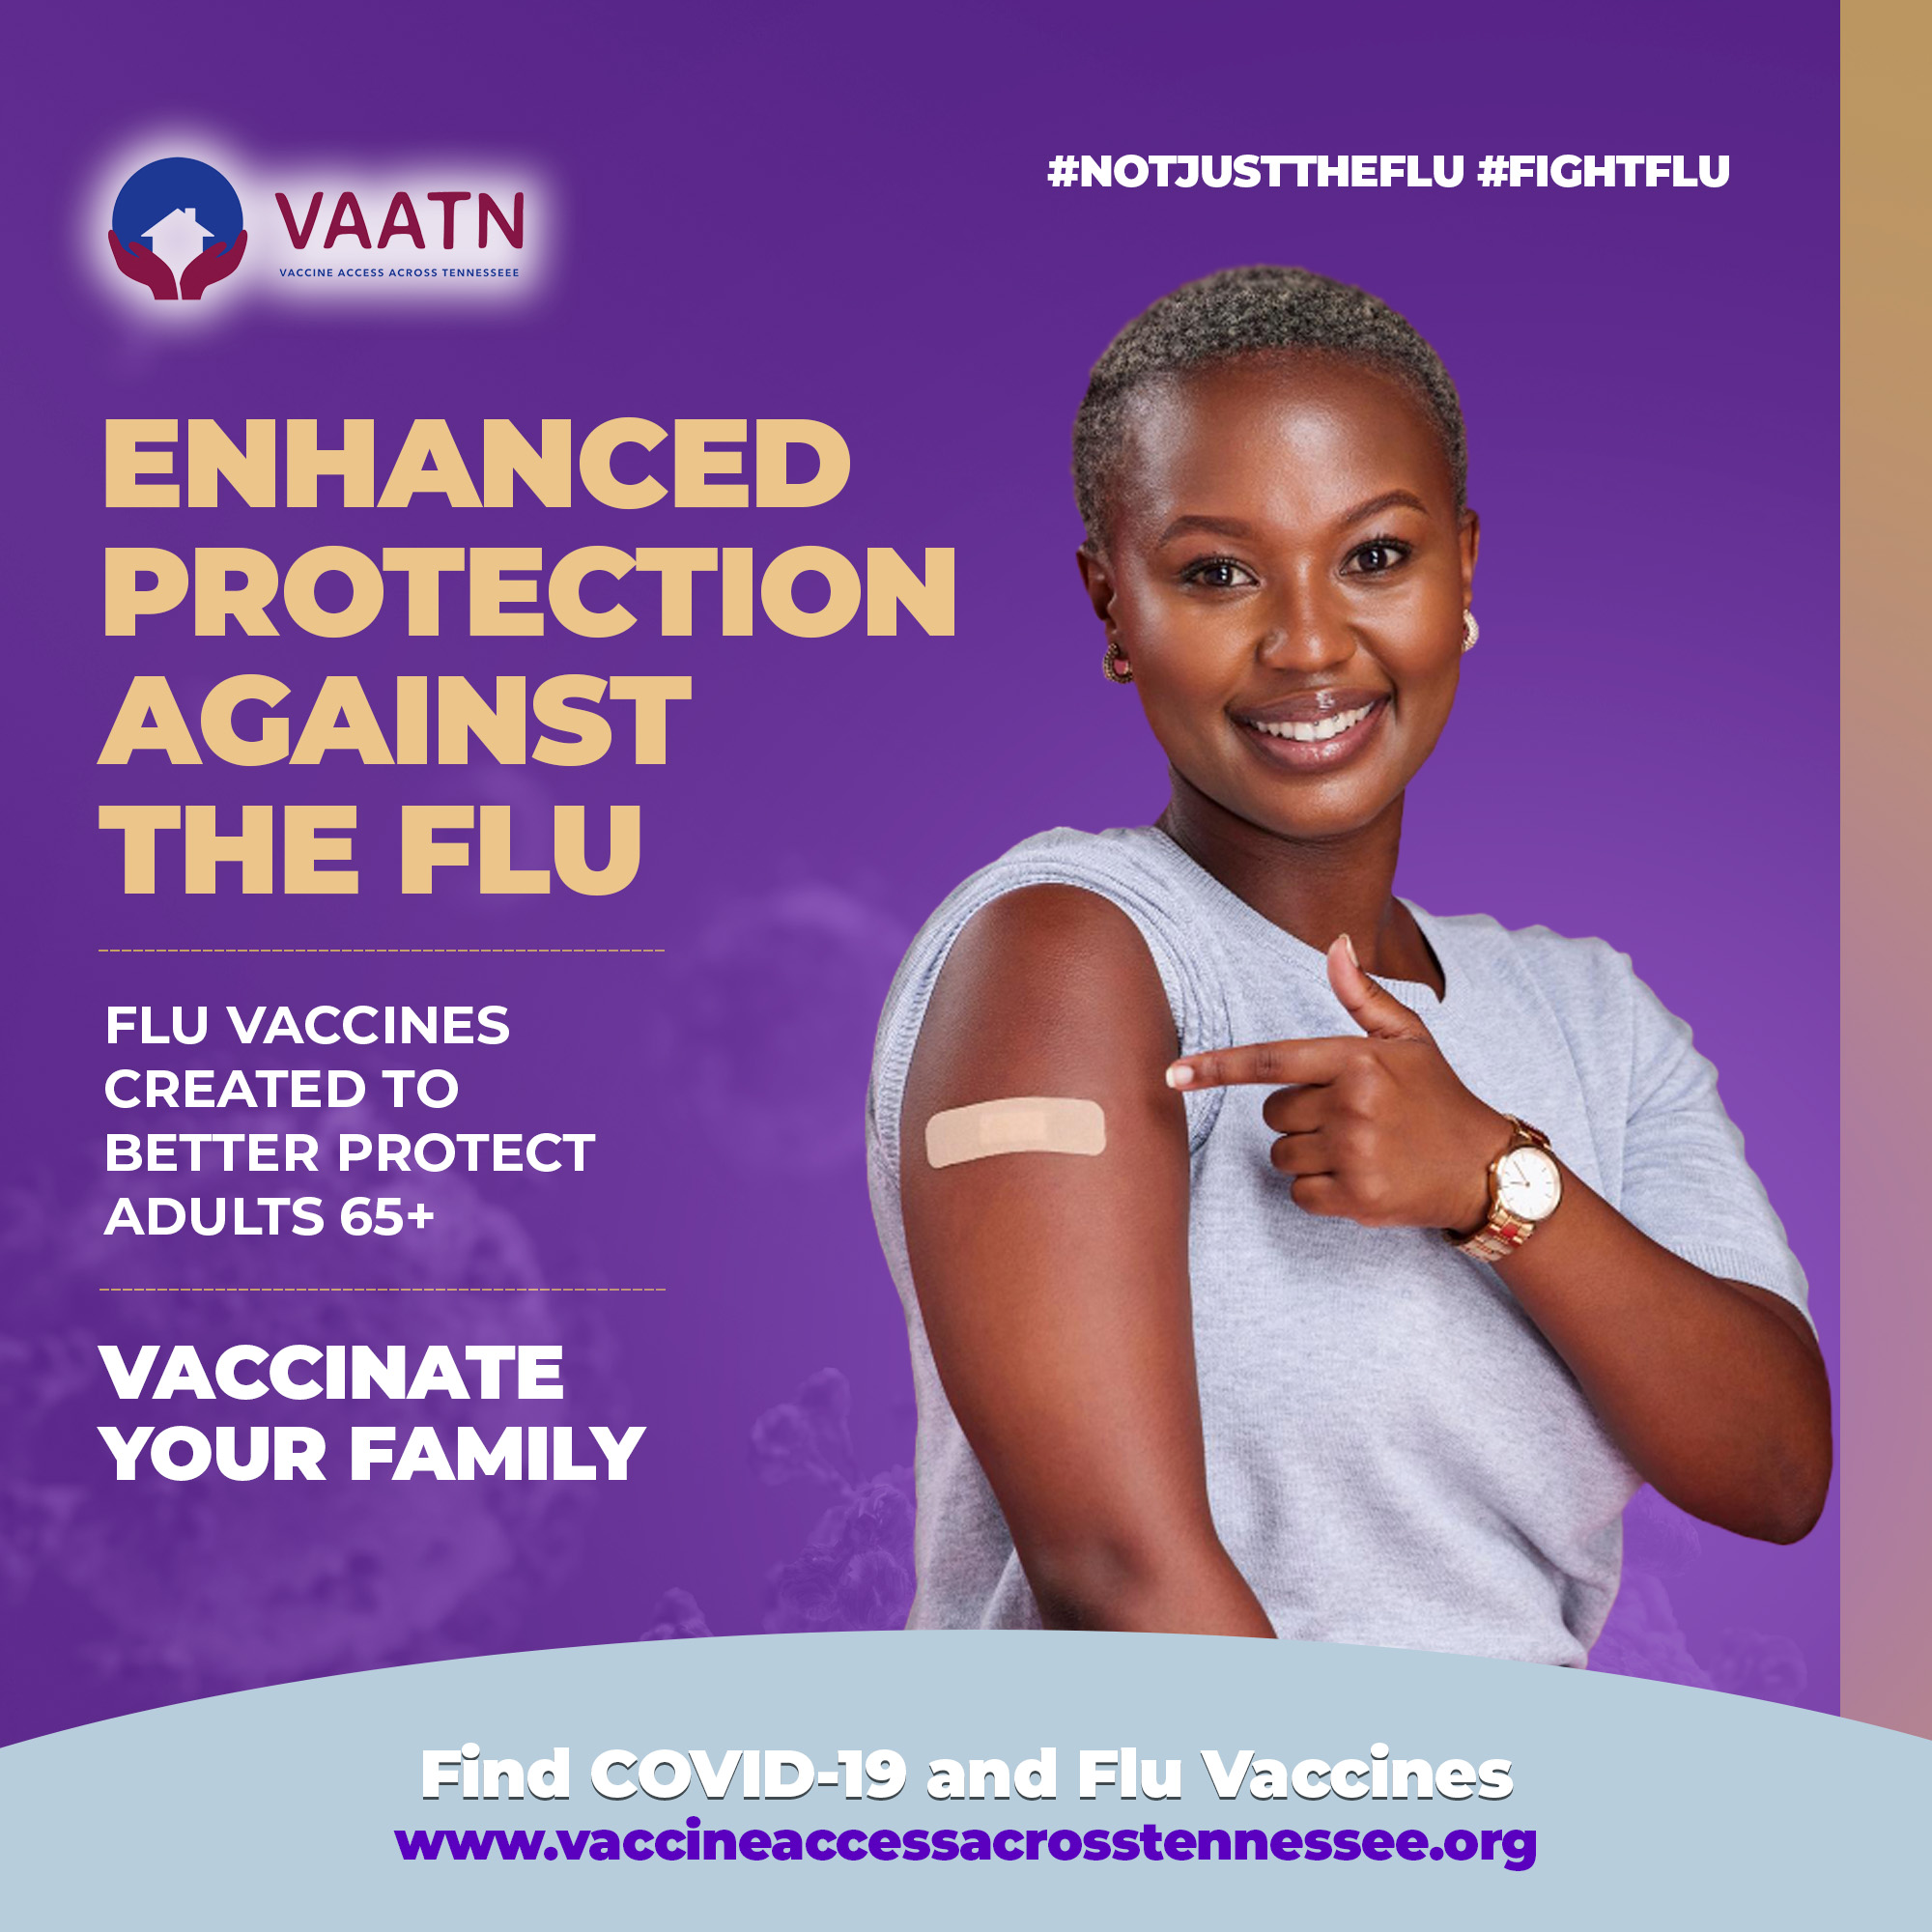 VAATN
VACCINE ACCESS ACROSS TENNESSEEE
#NOTJUSTTHEFLU #FIGHTFLU
ENHANCED
PROTECTION
AGAINST
THE FLU
FLU VACCINES
CREATED TO
BETTER PROTECT
ADULTS 65+
VACCINATE
YOUR FAMILY
Find COVID-19 and Flu Vaccines
www.vaccineaccessacrosstennessee.org